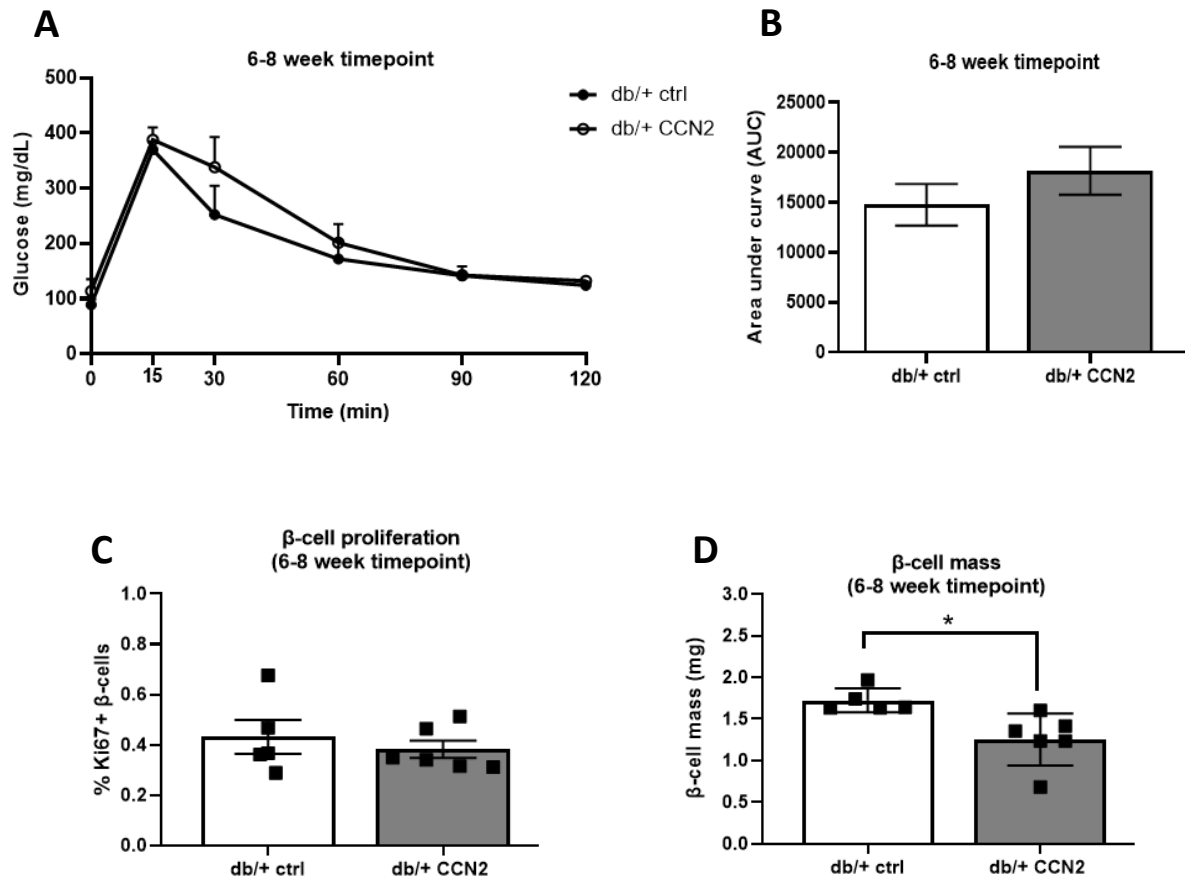 A
6-8 week timepoint
500
400
300
200
100
0
Glucose (mg/dL)
0 15 30 60 90 120
Time (min)
db/+ ctrl
db/+ CCN2
B
6-8 week timepoint
25000
20000
15000
10000
5000
0
Area under curve (AUC)
db/+ ctrl db/+ CCN2
C
β-cell proliferation
(6-8 week timepoint)
1.0
0.8
0.6
0.4
0.2
0.0
% Ki67+ β-cells
db/+ ctrl db/+ CCN2
D
β-cell mass
(6-8 week timepoint)
3.0
2.5
2.0
1.5
1.0
0.5
0.0
β-cell mass (mg)
*
db/+ ctrl db/+ CCN2